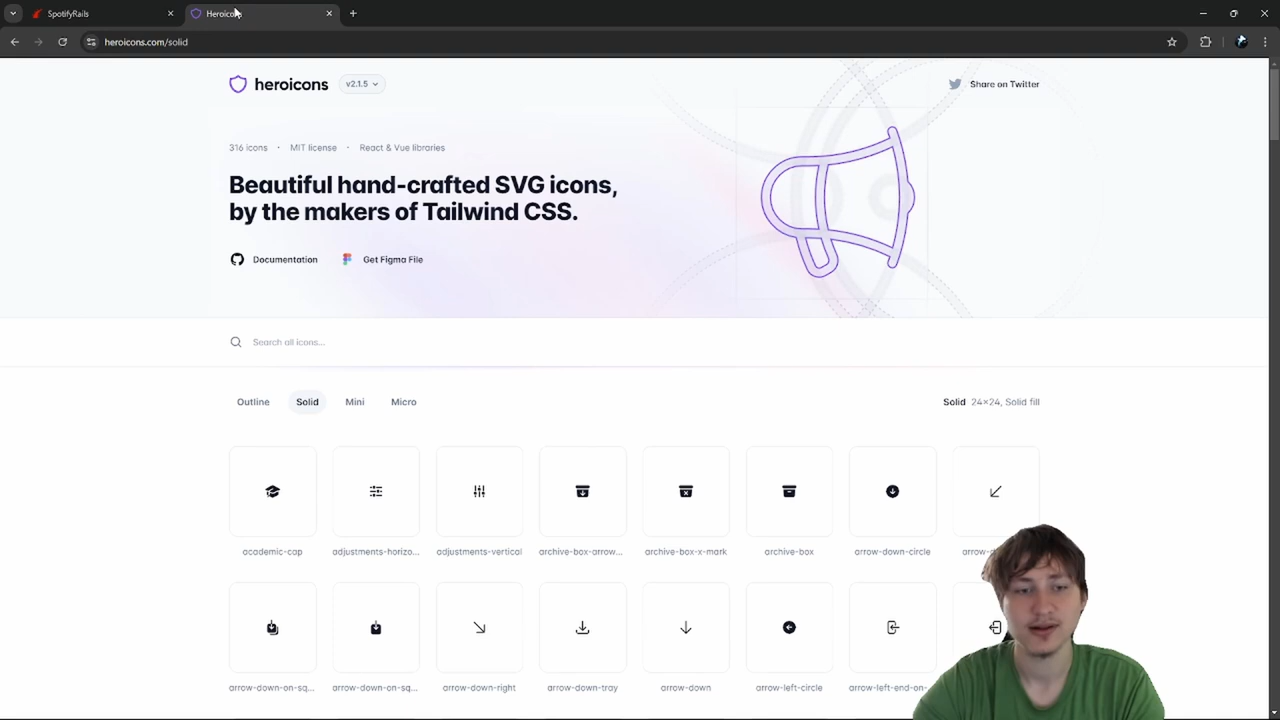 SpotifyRails
Heroicons
heroicons.com/solid
heroicons
v2.1.5
Share on Twitter
316 icons · MIT license · React & Vue libraries
Beautiful hand-crafted SVG icons,
by the makers of Tailwind CSS.
Documentation
Get Figma File
Search all icons...
Outline
Solid
Mini
Micro
Solid 24×24, Solid fill
academic-cap
adjustments-horizo...
adjustments-vertical
archive-box-arrow...
archive-box-x-mark
archive-box
arrow-down-circle
arrow-down-on-sq...
arrow-down-on-sq...
arrow-down-right
arrow-down-tray
arrow-down
arrow-left-circle
arrow-left-end-on-